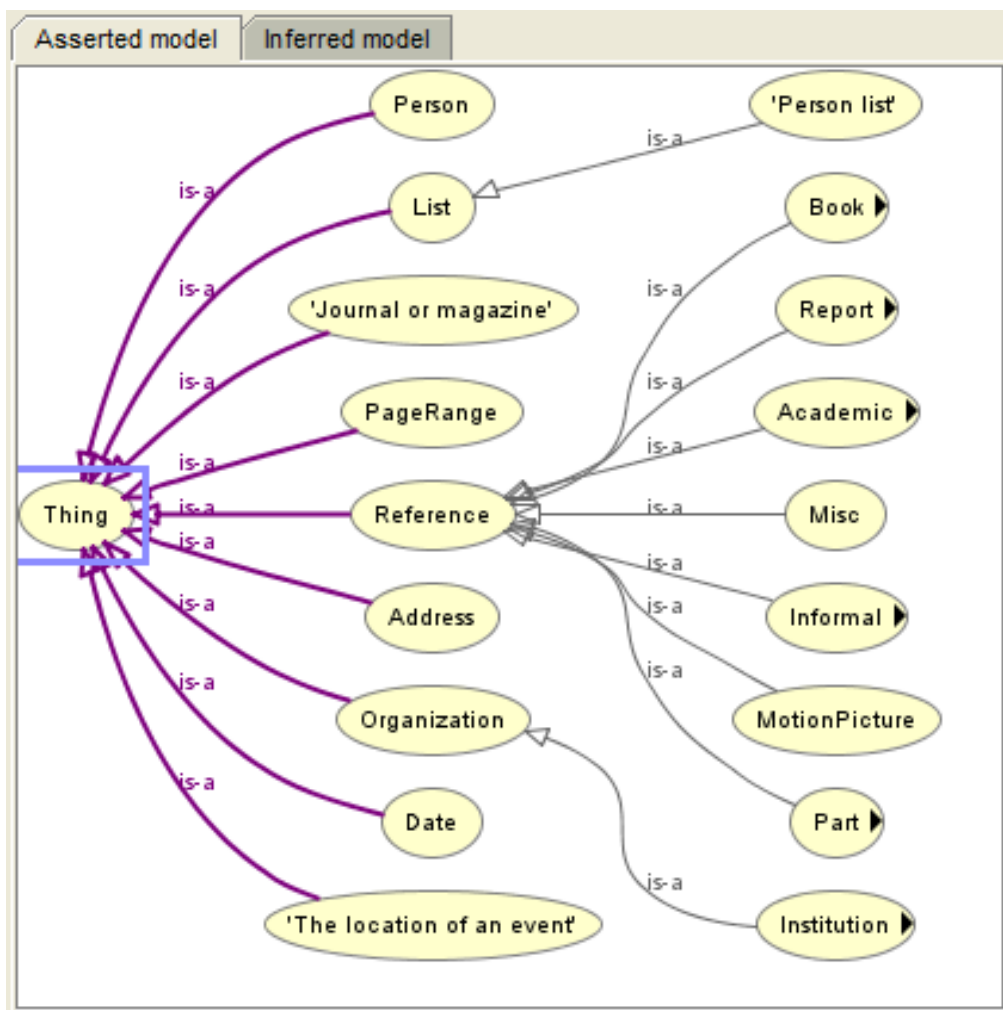 Asserted model
Inferred model
Person
'Person list'
is-a
is-a
List
Book
is-a
is-a
'Journal or magazine'
Report
is-a
is-a
PageRange
Academic
is-a
is-a
Thing
is-a
Reference
is-a
Misc
is-a
is-a
Address
Informal
is-a
is-a
Organization
MotionPicture
is-a
is-a
is-a
Date
Part
is-a
'The location of an event'
Institution